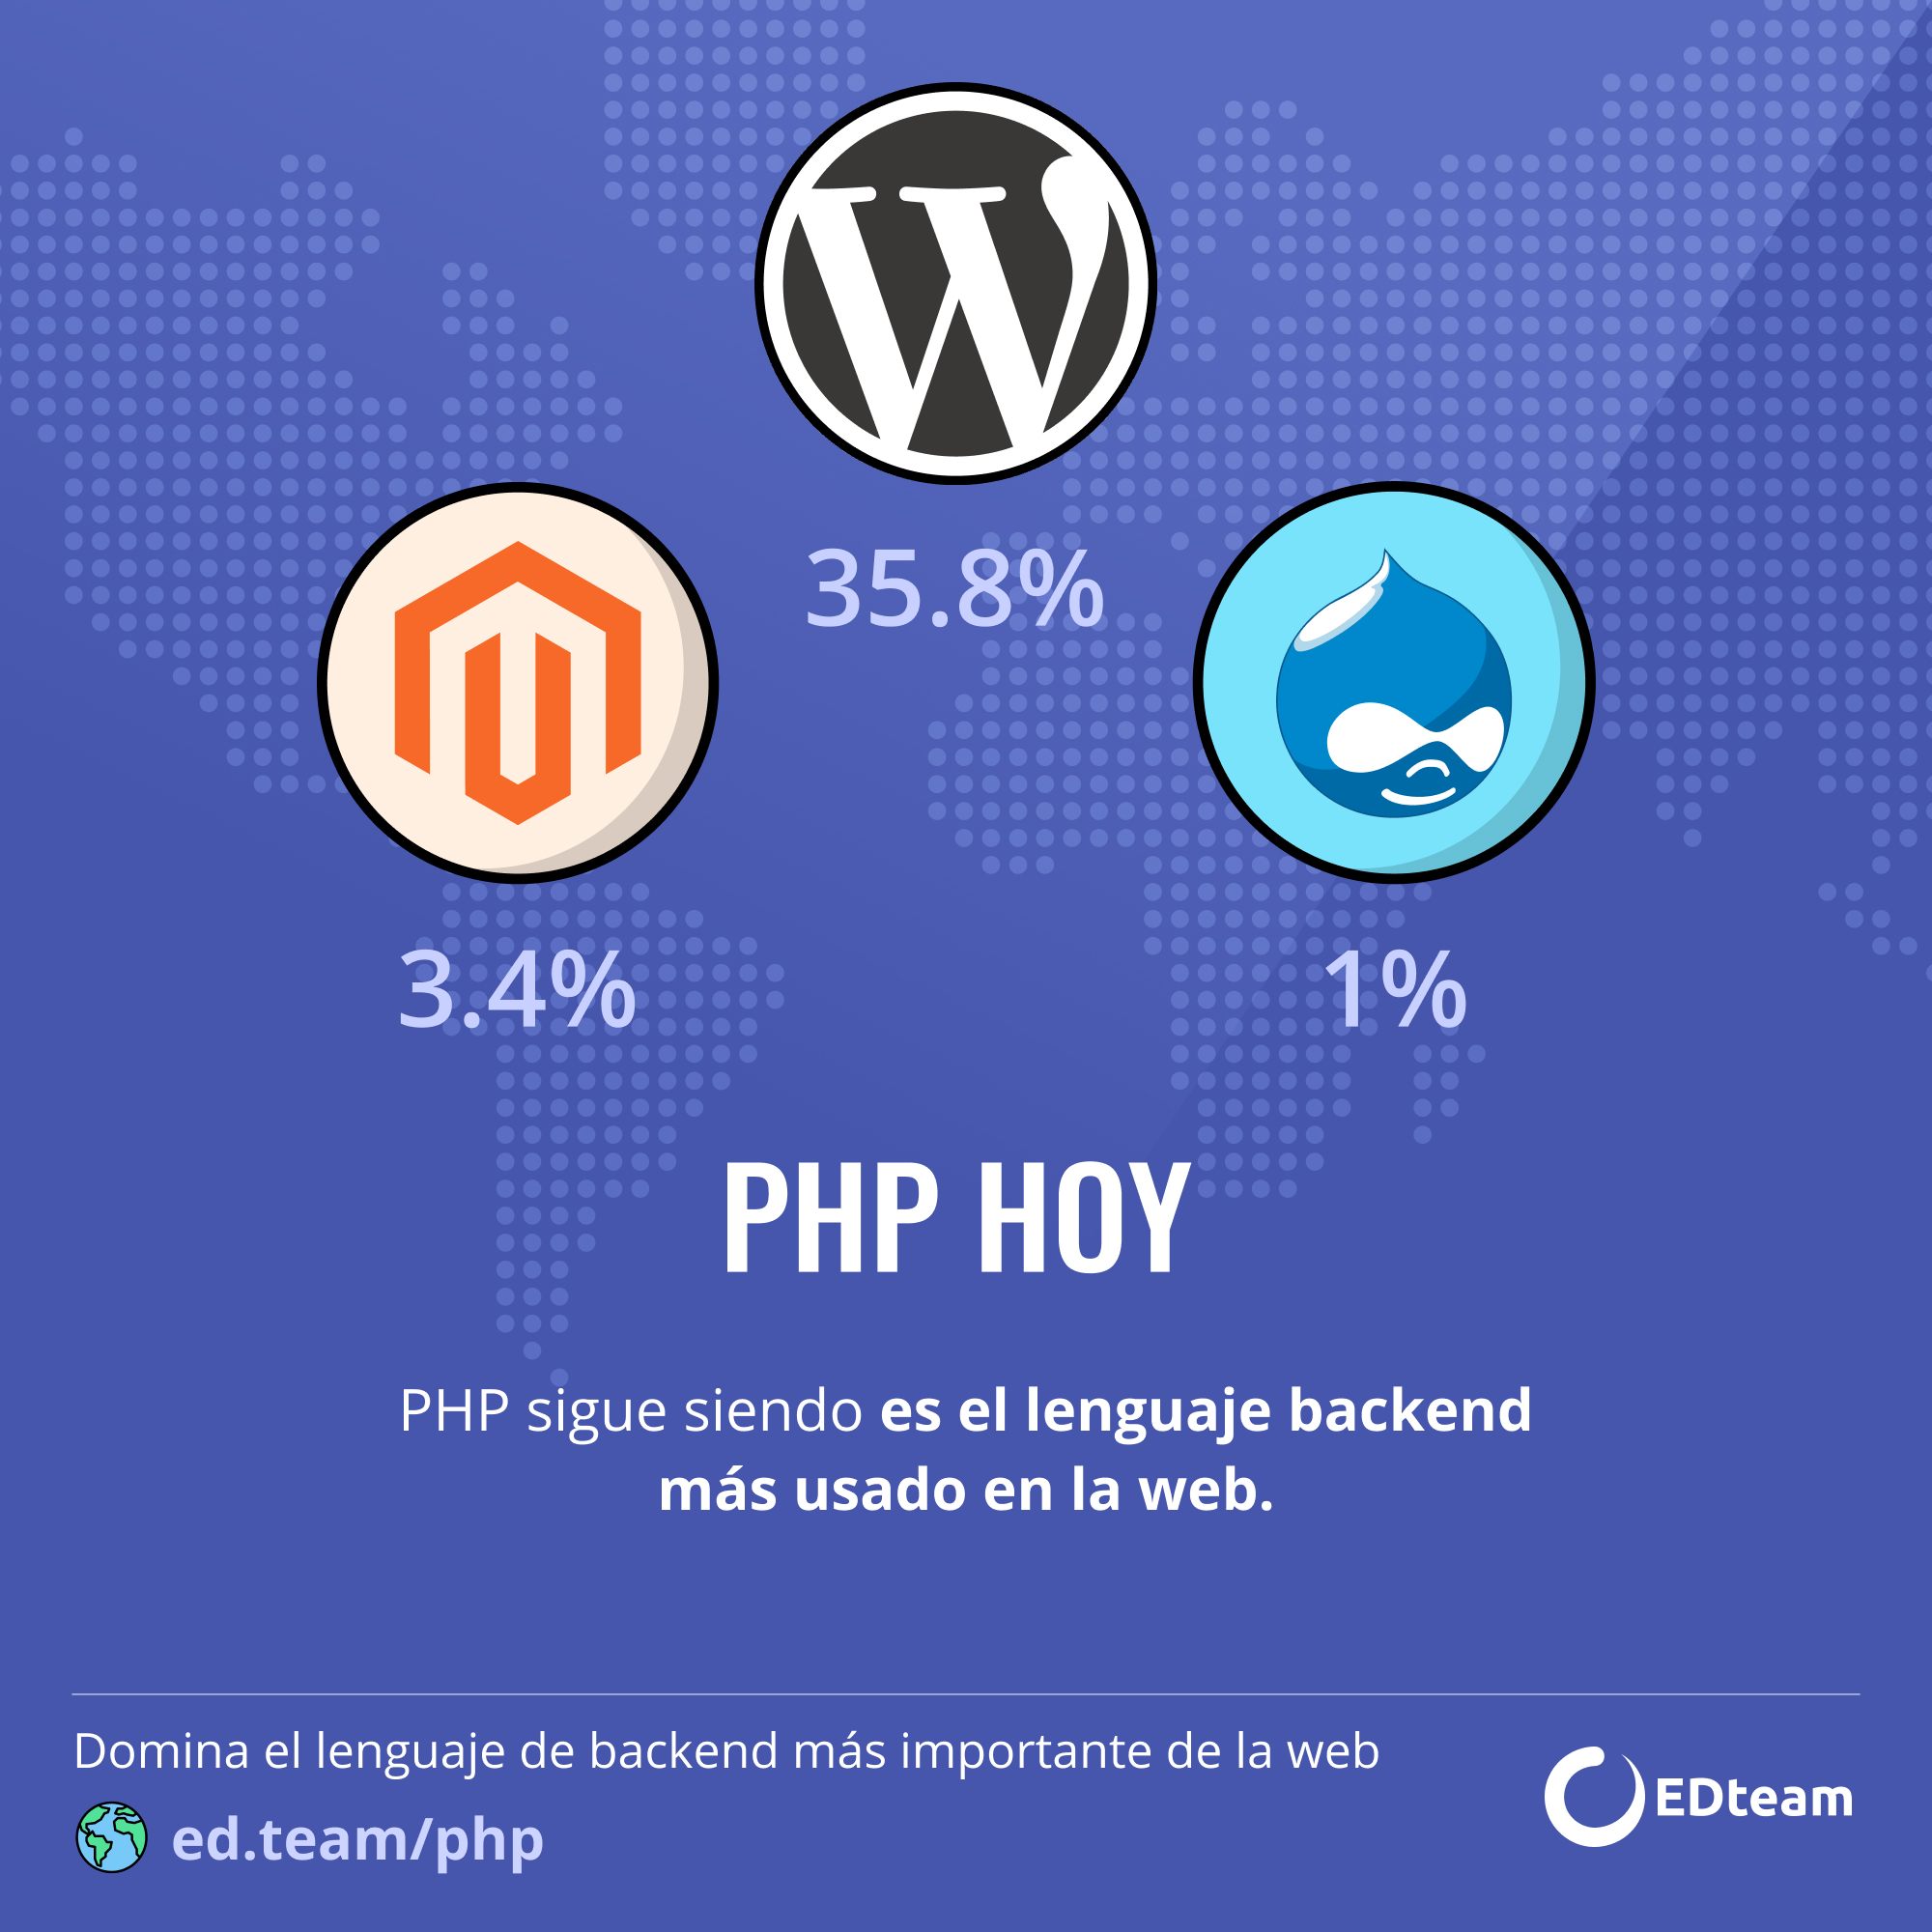 35.8%
3.4%
1%
PHP HOY
PHP sigue siendo es el lenguaje backend
más usado en la web.
Domina el lenguaje de backend más importante de la web
ed.team/php
EDteam